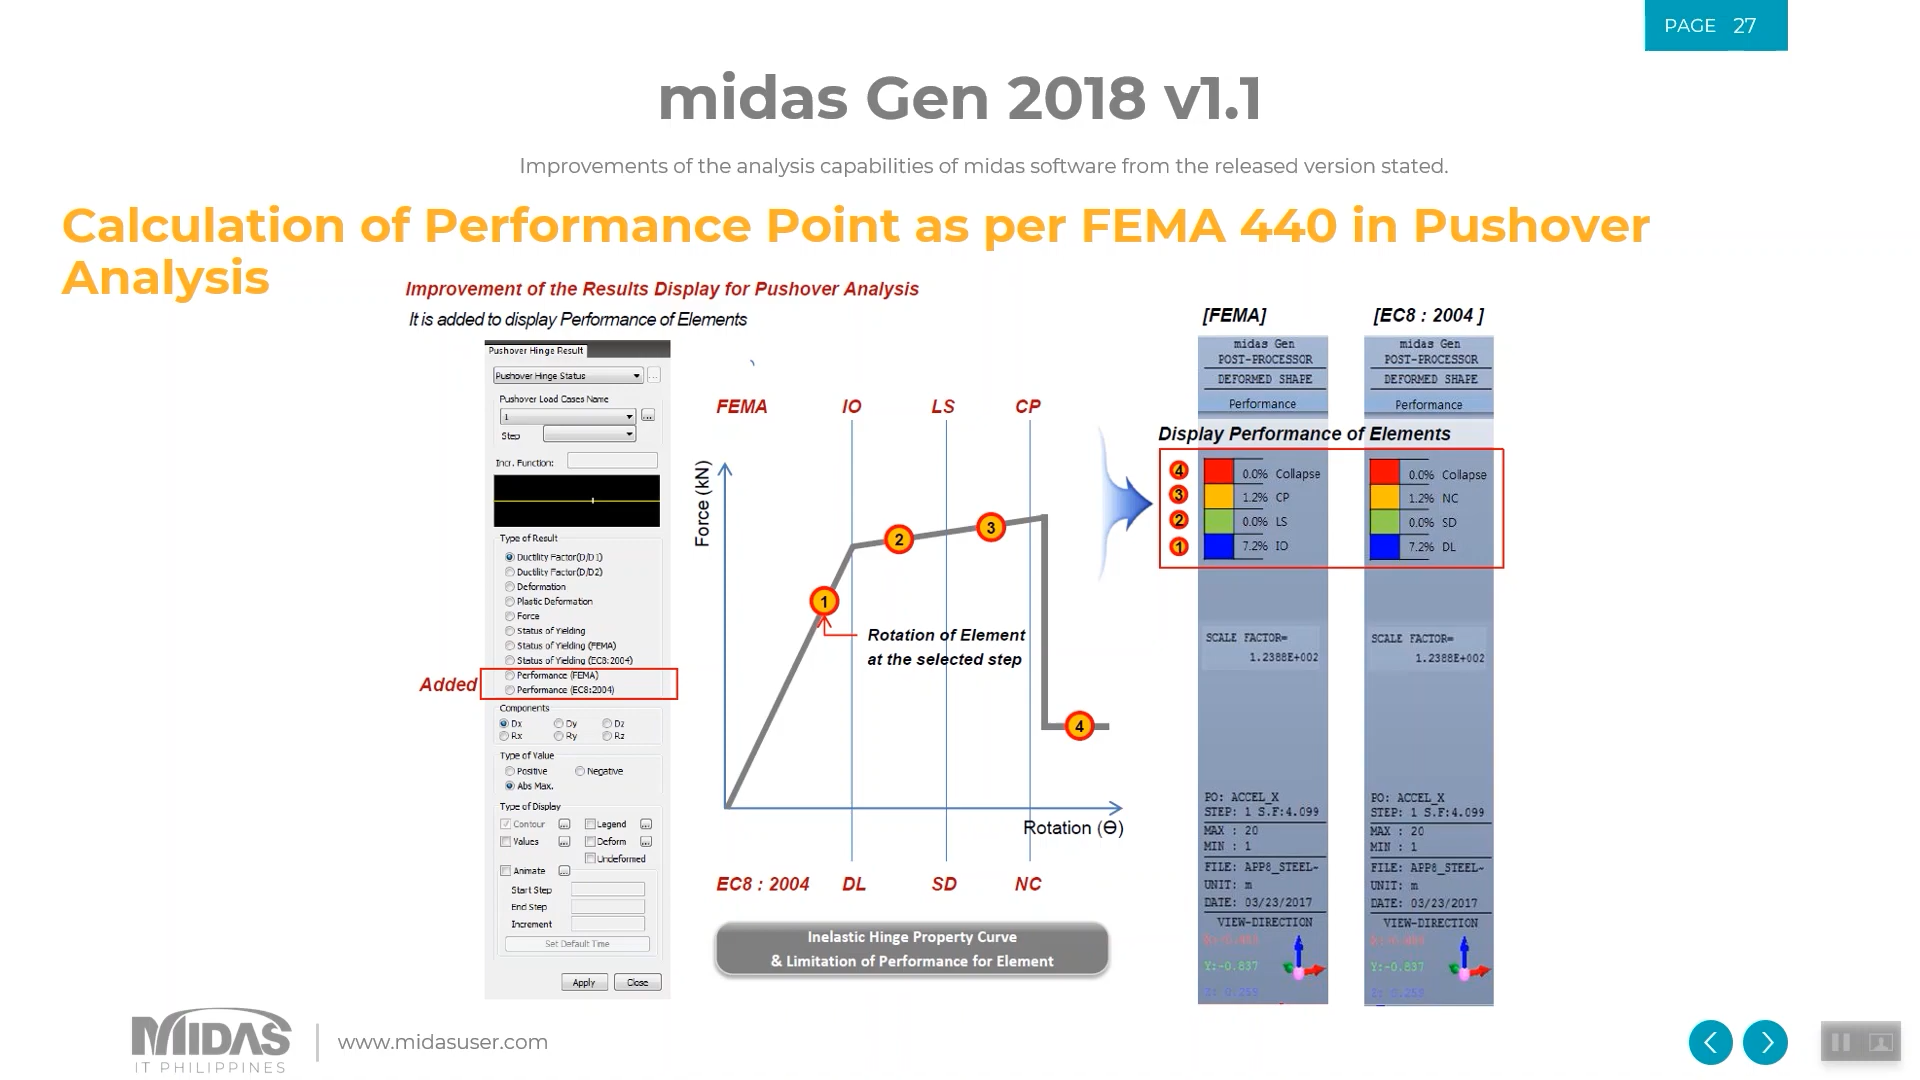 PAGE 27
midas Gen 2018 v1.1
Improvements of the analysis capabilities of midas software from the released version stated.
Calculation of Performance Point as per FEMA 440 in Pushover
Analysis
Improvement of the Results Display for Pushover Analysis
It is added to display Performance of Elements
Pushover Hinge Result
Pushover Hinge Status
...
Pushover Load Cases Name
1
...
Step
Incr. Function:
Type of Result
Ductility Factor(D/D1)
Ductility Factor(D/D2)
Deformation
Plastic Deformation
Force
Status of Yielding
Status of Yielding (FEMA)
Status of Yielding (EC8:2004)
Added
Performance (FEMA)
Performance (EC8:2004)
Components
Dx Dy Dz
Rx Ry Rz
Type of Value
Positive Negative
Abs Max.
Type of Display
Contour ... Legend ...
Values ... Deform ...
Undeformed
Animate ...
Start Step
End Step
Increment
Set Default Time
Apply Close
FEMA IO LS CP
Force (kN)
1
2
3
4
Rotation of Element
at the selected step
Rotation (Θ)
EC8 : 2004 DL SD NC
Inelastic Hinge Property Curve
& Limitation of Performance for Element
[FEMA]
midas Gen
POST-PROCESSOR
DEFORMED SHAPE
Performance
[EC8 : 2004 ]
midas Gen
POST-PROCESSOR
DEFORMED SHAPE
Performance
Display Performance of Elements
4 0.0% Collapse
3 1.2% CP
2 0.0% LS
1 7.2% IO
0.0% Collapse
1.2% NC
0.0% SD
7.2% DL
SCALE FACTOR=
1.2388E+002
PO: ACCEL_X
STEP: 1 S.F:4.099
MAX : 20
MIN : 1
FILE: APP8_STEEL~
UNIT: m
DATE: 03/23/2017
VIEW-DIRECTION
Y:-0.837
Z: 0.259
SCALE FACTOR=
1.2388E+002
PO: ACCEL_X
STEP: 1 S.F:4.099
MAX : 20
MIN : 1
FILE: APP8_STEEL~
UNIT: m
DATE: 03/23/2017
VIEW-DIRECTION
Y:-0.837
Z: 0.259
MIDAS
IT PHILIPPINES
www.midasuser.com